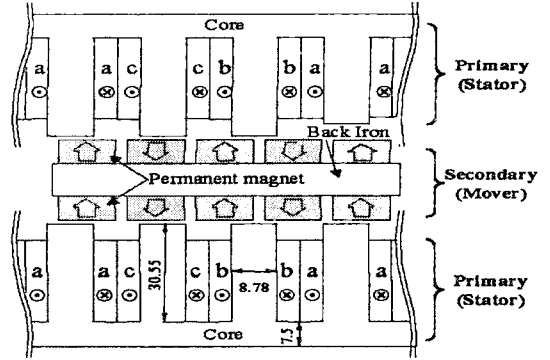 Core
a a c c b b a a
Primary
(Stator)
Back Iron
Permanent magnet
Secondary
(Mover)
a a c c b b a a
30.55
8.78
7.5
Primary
(Stator)
Core